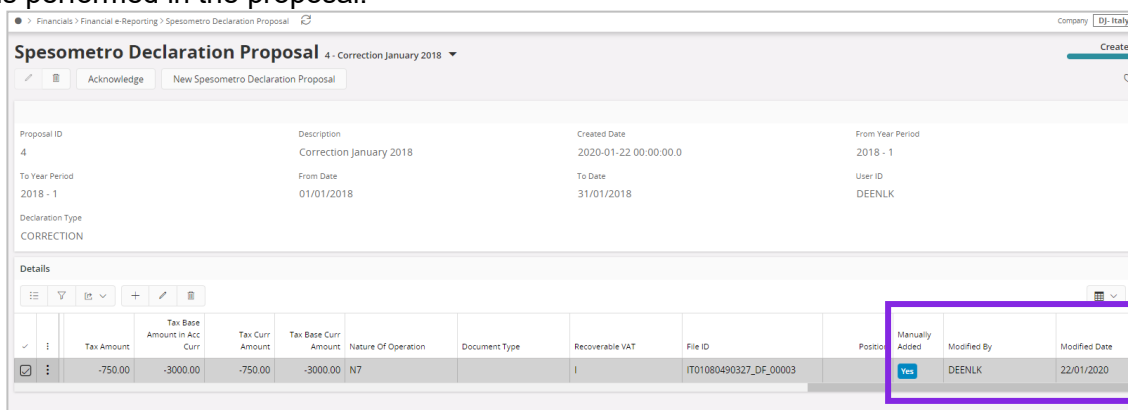 is performed in the proposal.
> Financials > Financial e-Reporting > Spesometro Declaration Proposal
Company DJ- Italy
Spesometro Declaration Proposal 4 - Correction January 2018
Create
Acknowledge New Spesometro Declaration Proposal
Proposal ID Description Created Date From Year Period
4 Correction January 2018 2020-01-22 00:00:00.0 2018 - 1
To Year Period From Date To Date User ID
2018 - 1 01/01/2018 31/01/2018 DEENLK
Declaration Type
CORRECTION
Details
Tax Amount Tax Base Amount in Acc Curr Tax Curr Amount Tax Base Curr Amount Nature Of Operation Document Type Recoverable VAT File ID Position Manually Added Modified By Modified Date
-750.00 -3000.00 -750.00 -3000.00 N7 I IT01080490327_DF_00003 Yes DEENLK 22/01/2020